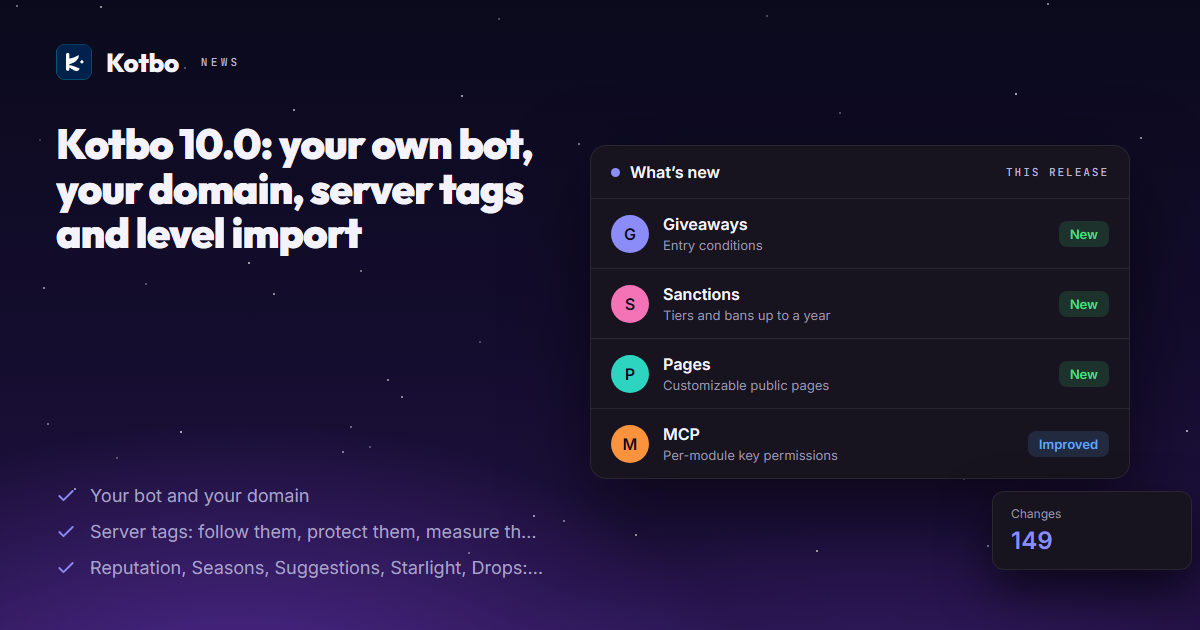 Kotbo NEWS
Kotbo 10.0: your own bot,
your domain, server tags
and level import
Your bot and your domain
Server tags: follow them, protect them, measure th...
Reputation, Seasons, Suggestions, Starlight, Drops:...
What's new THIS RELEASE
G Giveaways New
Entry conditions
S Sanctions New
Tiers and bans up to a year
P Pages New
Customizable public pages
M MCP Improved
Per-module key permissions
Changes
149